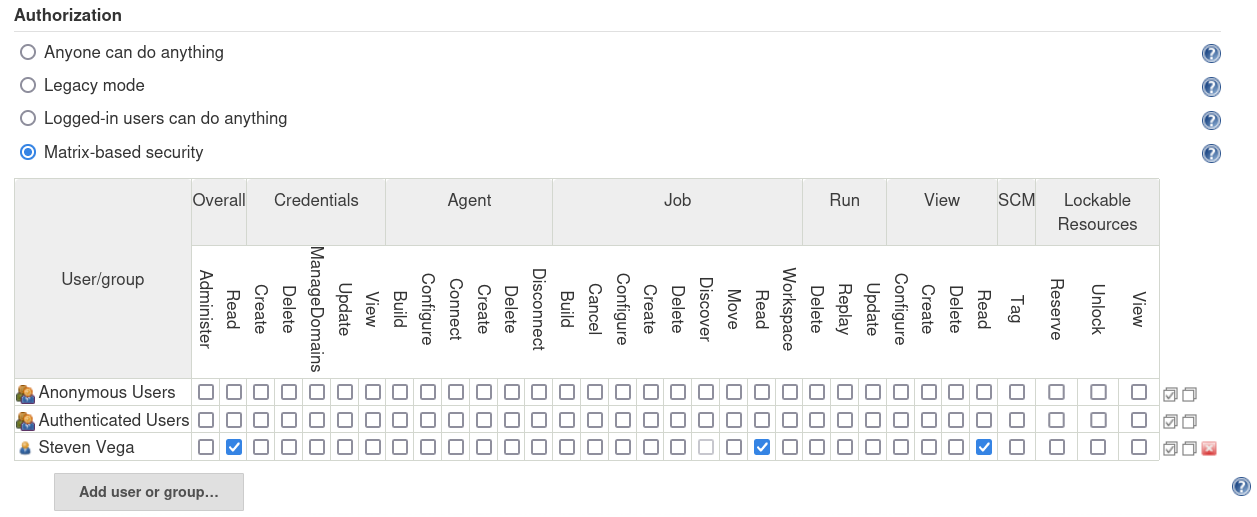 Authorization
Anyone can do anything
Legacy mode
Logged-in users can do anything
Matrix-based security
User/group
Overall Credentials Agent Job Run View SCM Lockable
Resources
Administer
Read
Create
Delete
ManageDomains
Update
View
Build
Configure
Connect
Create
Delete
Disconnect
Build
Cancel
Configure
Create
Delete
Discover
Move
Read
Workspace
Delete
Replay
Update
Configure
Create
Delete
Read
Tag
Reserve
Unlock
View
Anonymous Users
Authenticated Users
Steven Vega
Add user or group...